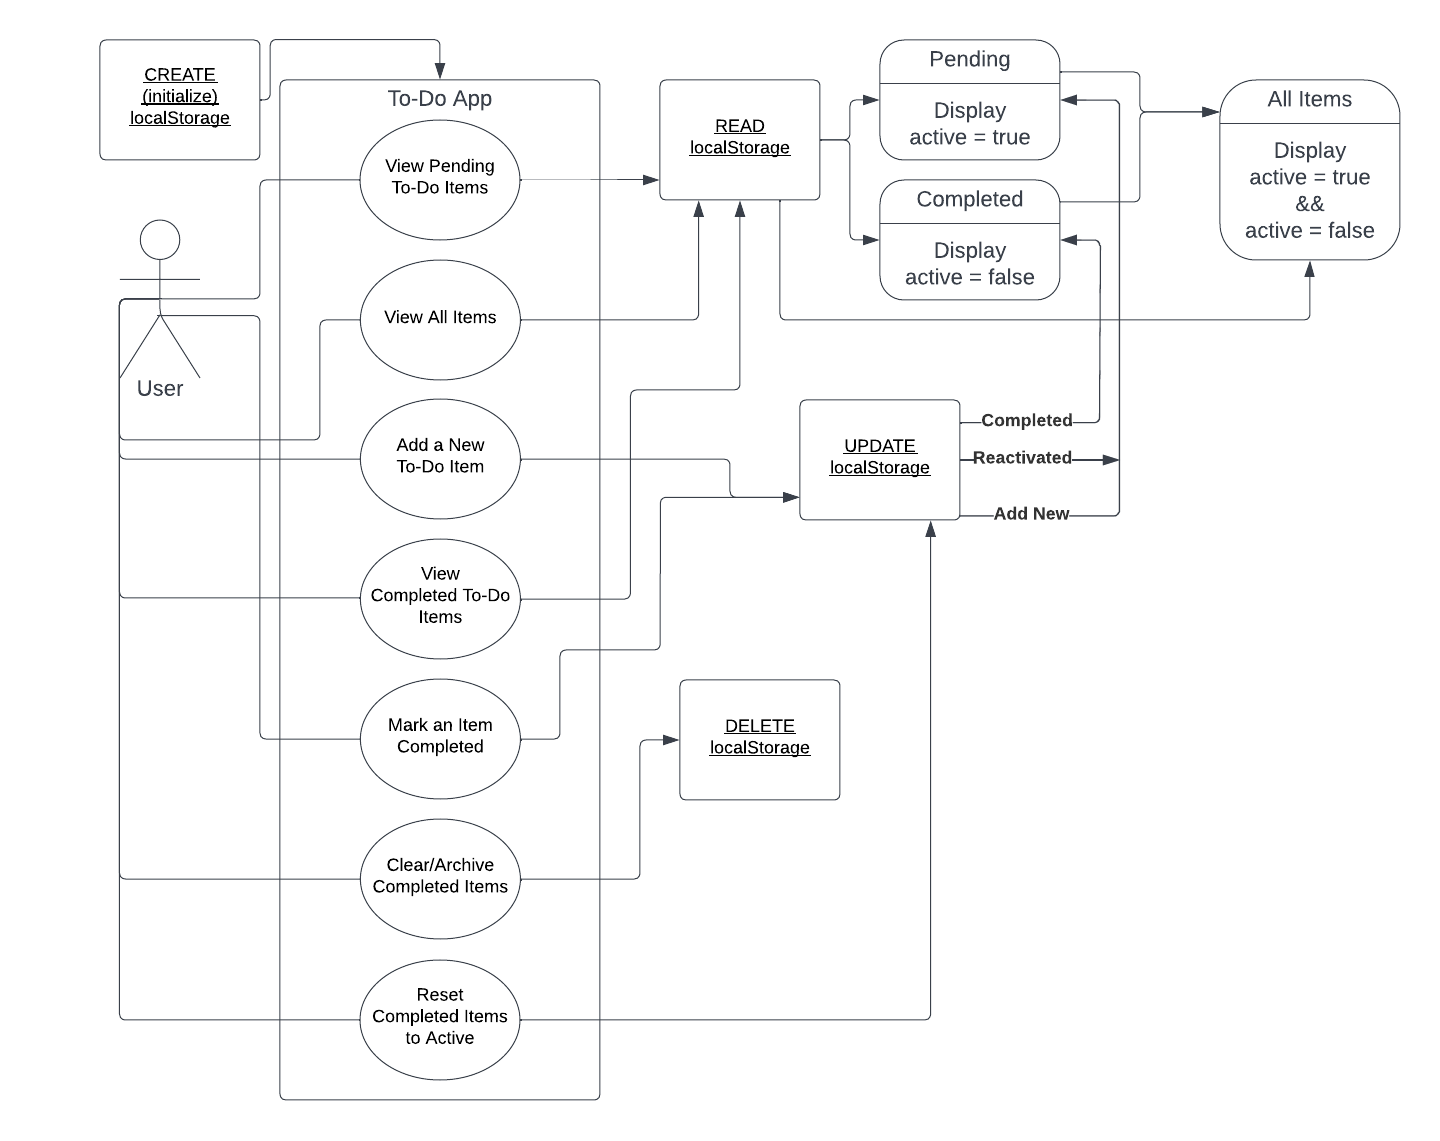 CREATE
(initialize)
localStorage
To-Do App
View Pending
To-Do Items
View All Items
Add a New
To-Do Item
View
Completed To-Do
Items
Mark an Item
Completed
Clear/Archive
Completed Items
Reset
Completed Items
to Active
User
READ
localStorage
Pending
Display
active = true
Completed
Display
active = false
All Items
Display
active = true
&&
active = false
UPDATE
localStorage
Completed
Reactivated
Add New
DELETE
localStorage